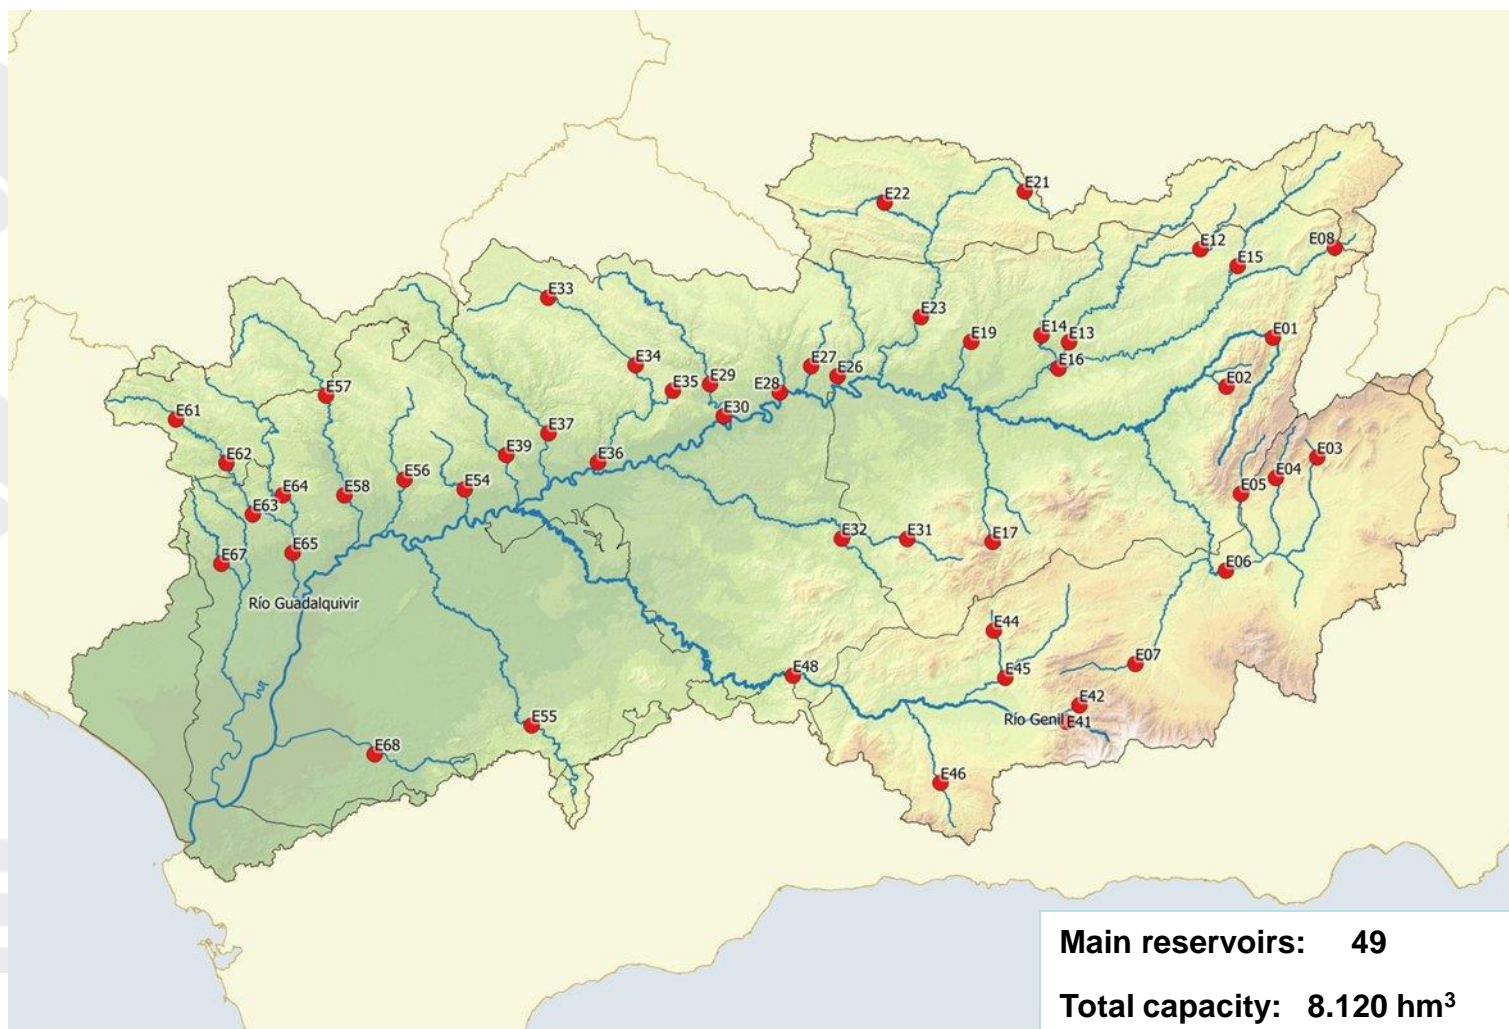 E21
E22
E12
E08
E15
E33
E23
E14
E13
E01
E19
E34
E27
E26
E16
E02
E57
E35
E29
E28
E61
E30
E37
E62
E39
E36
E03
E56
E54
E04
E64
E58
E05
E63
E32
E31
E17
E65
E67
E06
Río Guadalquivir
E44
E48
E45
E07
E42
Río Genil
E41
E55
E68
E46
Main reservoirs: 49
Total capacity: 8.120 hm³